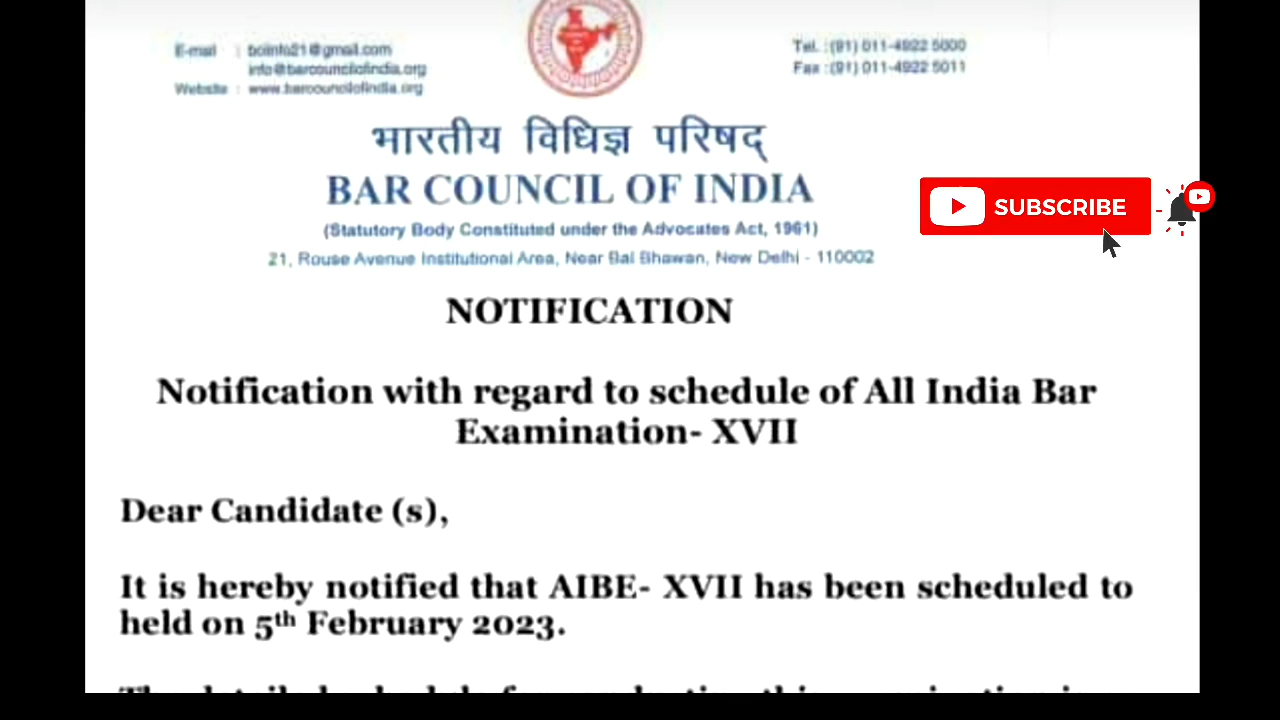 E-mail : bciinfo21@gmail.com
info@barcouncilofindia.org
Website : www.barcouncilofindia.org
Tel. :(91) 011-4922 5000
Fax :(91) 011-4922 5011
भारतीय विधिज्ञ परिषद्
BAR COUNCIL OF INDIA
(Statutory Body Constituted under the Advocates Act, 1961)
21, Rouse Avenue Institutional Area, Near Bal Bhawan, New Delhi - 110002
SUBSCRIBE
NOTIFICATION
Notification with regard to schedule of All India Bar
Examination- XVII
Dear Candidate (s),
It is hereby notified that AIBE- XVII has been scheduled to
held on 5th February 2023.